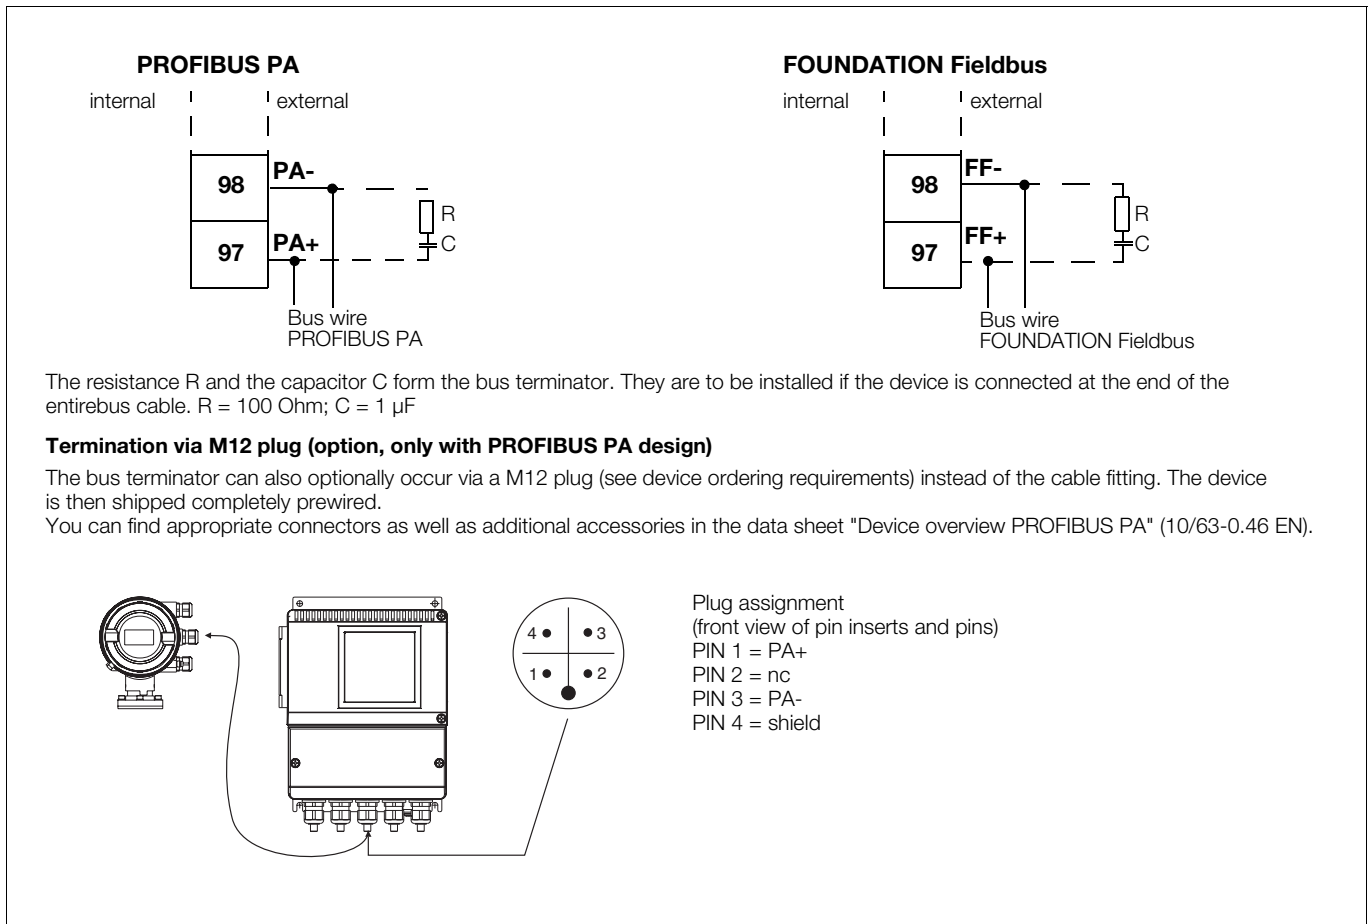 PROFIBUS PA
internal external
98 PA-
R
97 PA+
C
Bus wire
PROFIBUS PA
FOUNDATION Fieldbus
internal external
98 FF-
R
97 FF+
C
Bus wire
FOUNDATION Fieldbus
The resistance R and the capacitor C form the bus terminator. They are to be installed if the device is connected at the end of the
entirebus cable. R = 100 Ohm; C = 1 µF
Termination via M12 plug (option, only with PROFIBUS PA design)
The bus terminator can also optionally occur via a M12 plug (see device ordering requirements) instead of the cable fitting. The device
is then shipped completely prewired.
You can find appropriate connectors as well as additional accessories in the data sheet "Device overview PROFIBUS PA" (10/63-0.46 EN).
4 3
1 2
Plug assignment
(front view of pin inserts and pins)
PIN 1 = PA+
PIN 2 = nc
PIN 3 = PA-
PIN 4 = shield